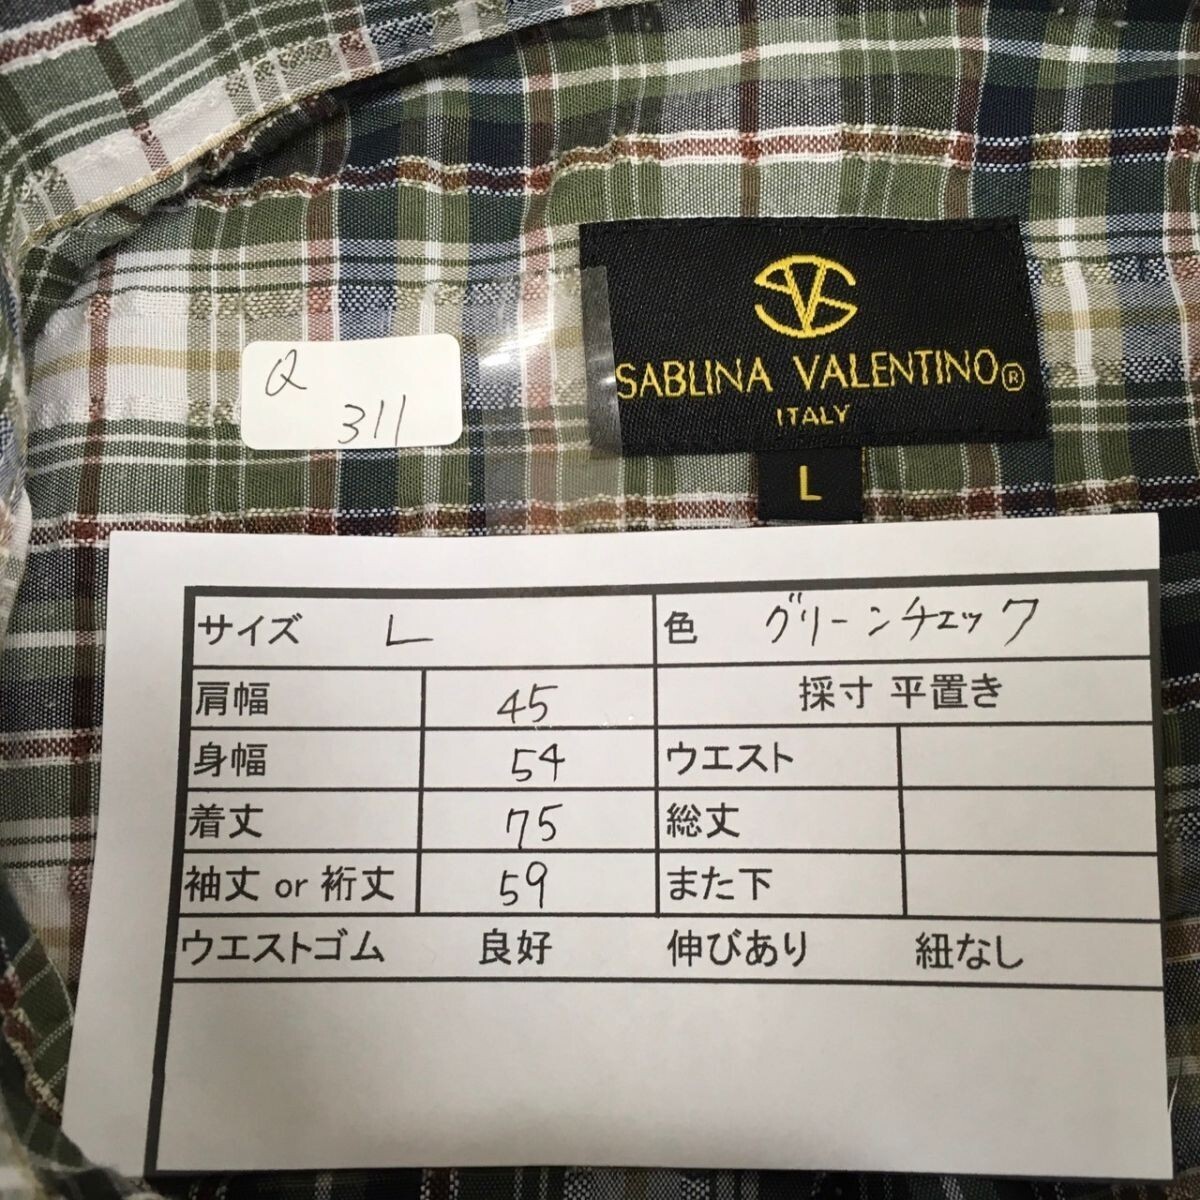 SABLINA VALENTINO®
ITALY
L
Q
311
サイズ L 色 グリーンチェック
肩幅 45 採寸 平置き
身幅 54 ウエスト
着丈 75 総丈
袖丈 or 裄丈 59 また下
ウエストゴム 良好 伸びあり 紐なし